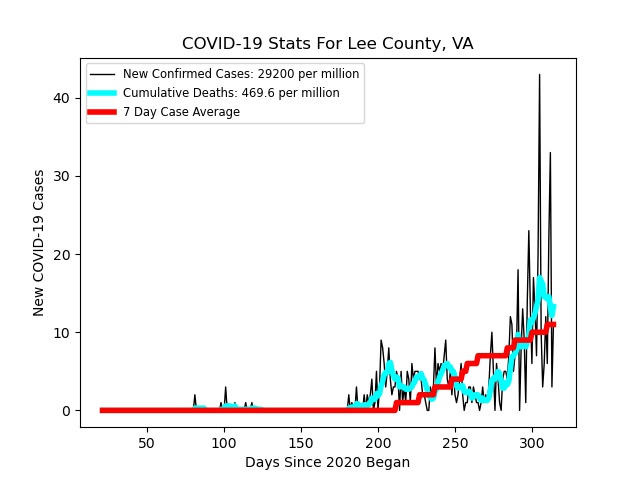 COVID-19 Stats For Lee County, VA
New Confirmed Cases: 29200 per million
Cumulative Deaths: 469.6 per million
7 Day Case Average
New COVID-19 Cases
40
30
20
10
0
50 100 150 200 250 300
Days Since 2020 Began